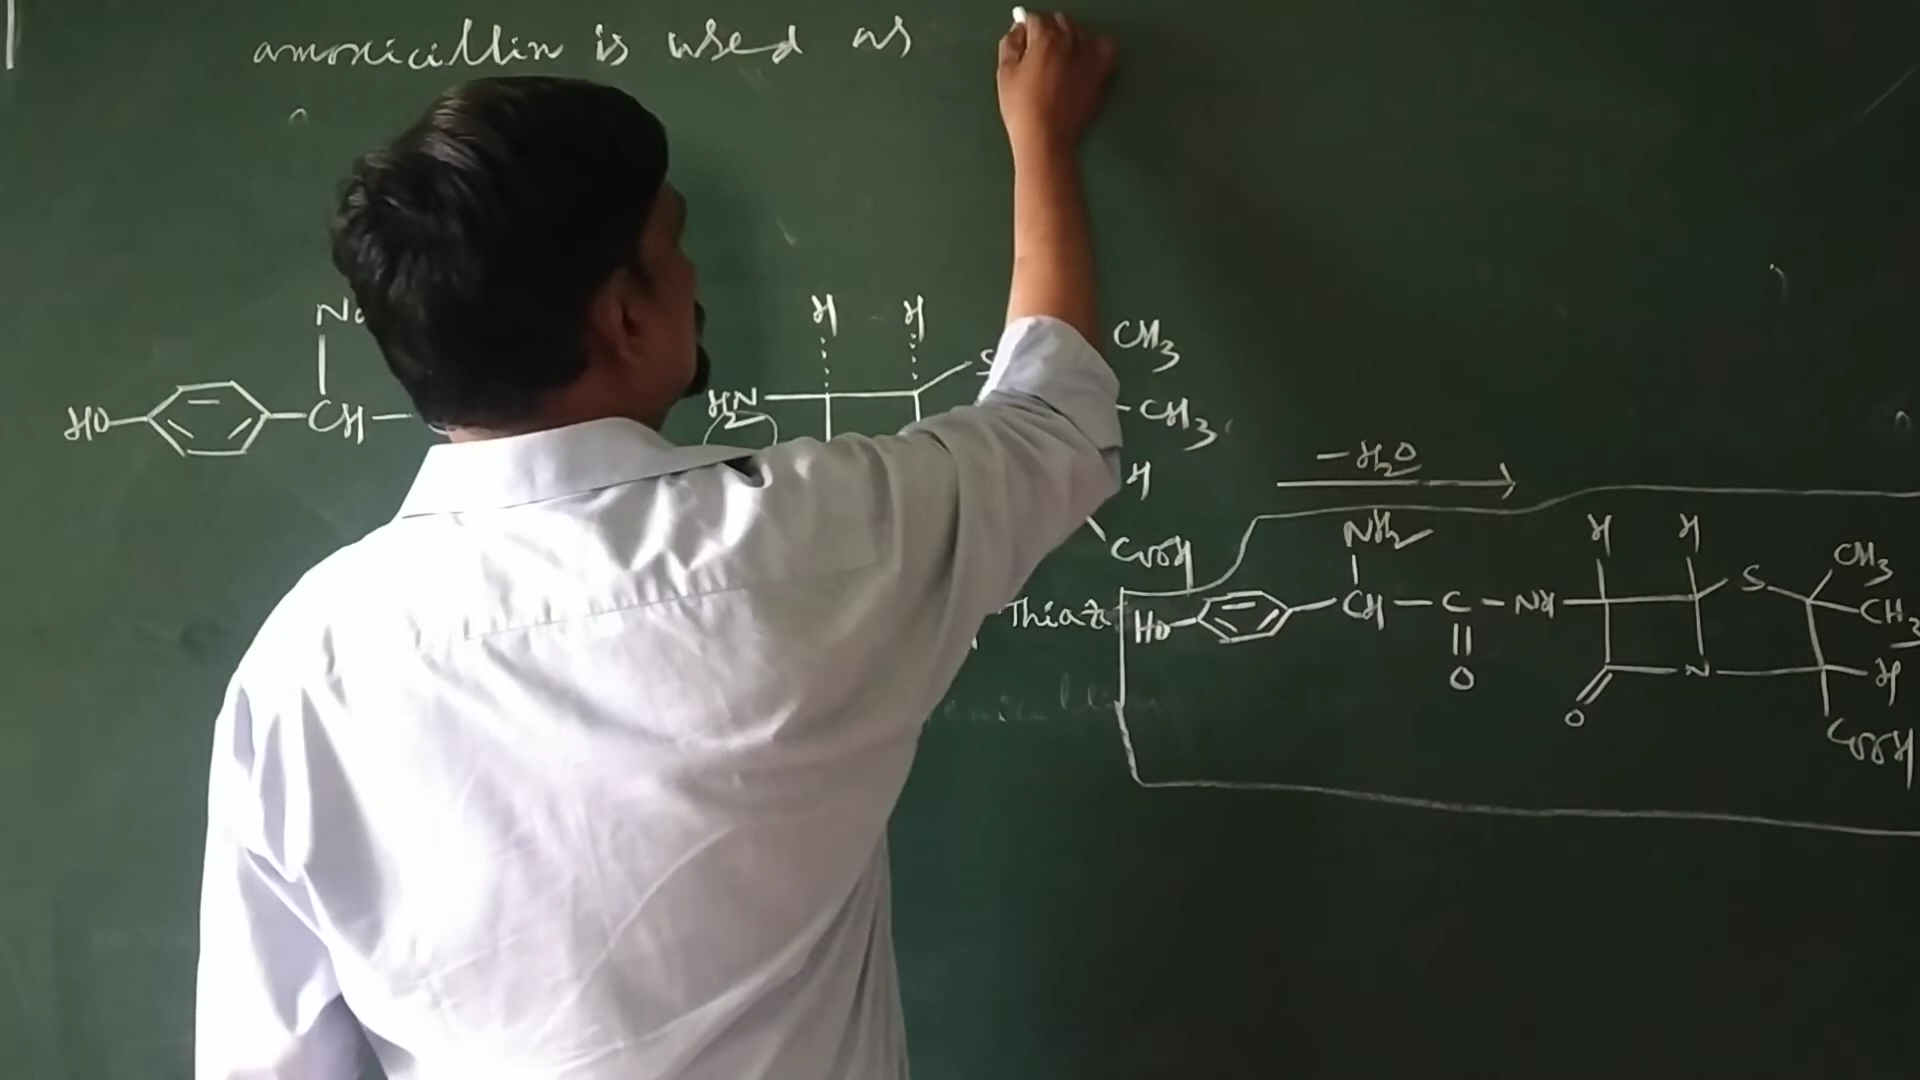 amoxicillin is used as
H H
HO CH
H2N S
CH3
CH3
H
COOH
-H2O
Thiaz
NH2 H H CH3
HO CH C NH S CH3
O N H
O COOH